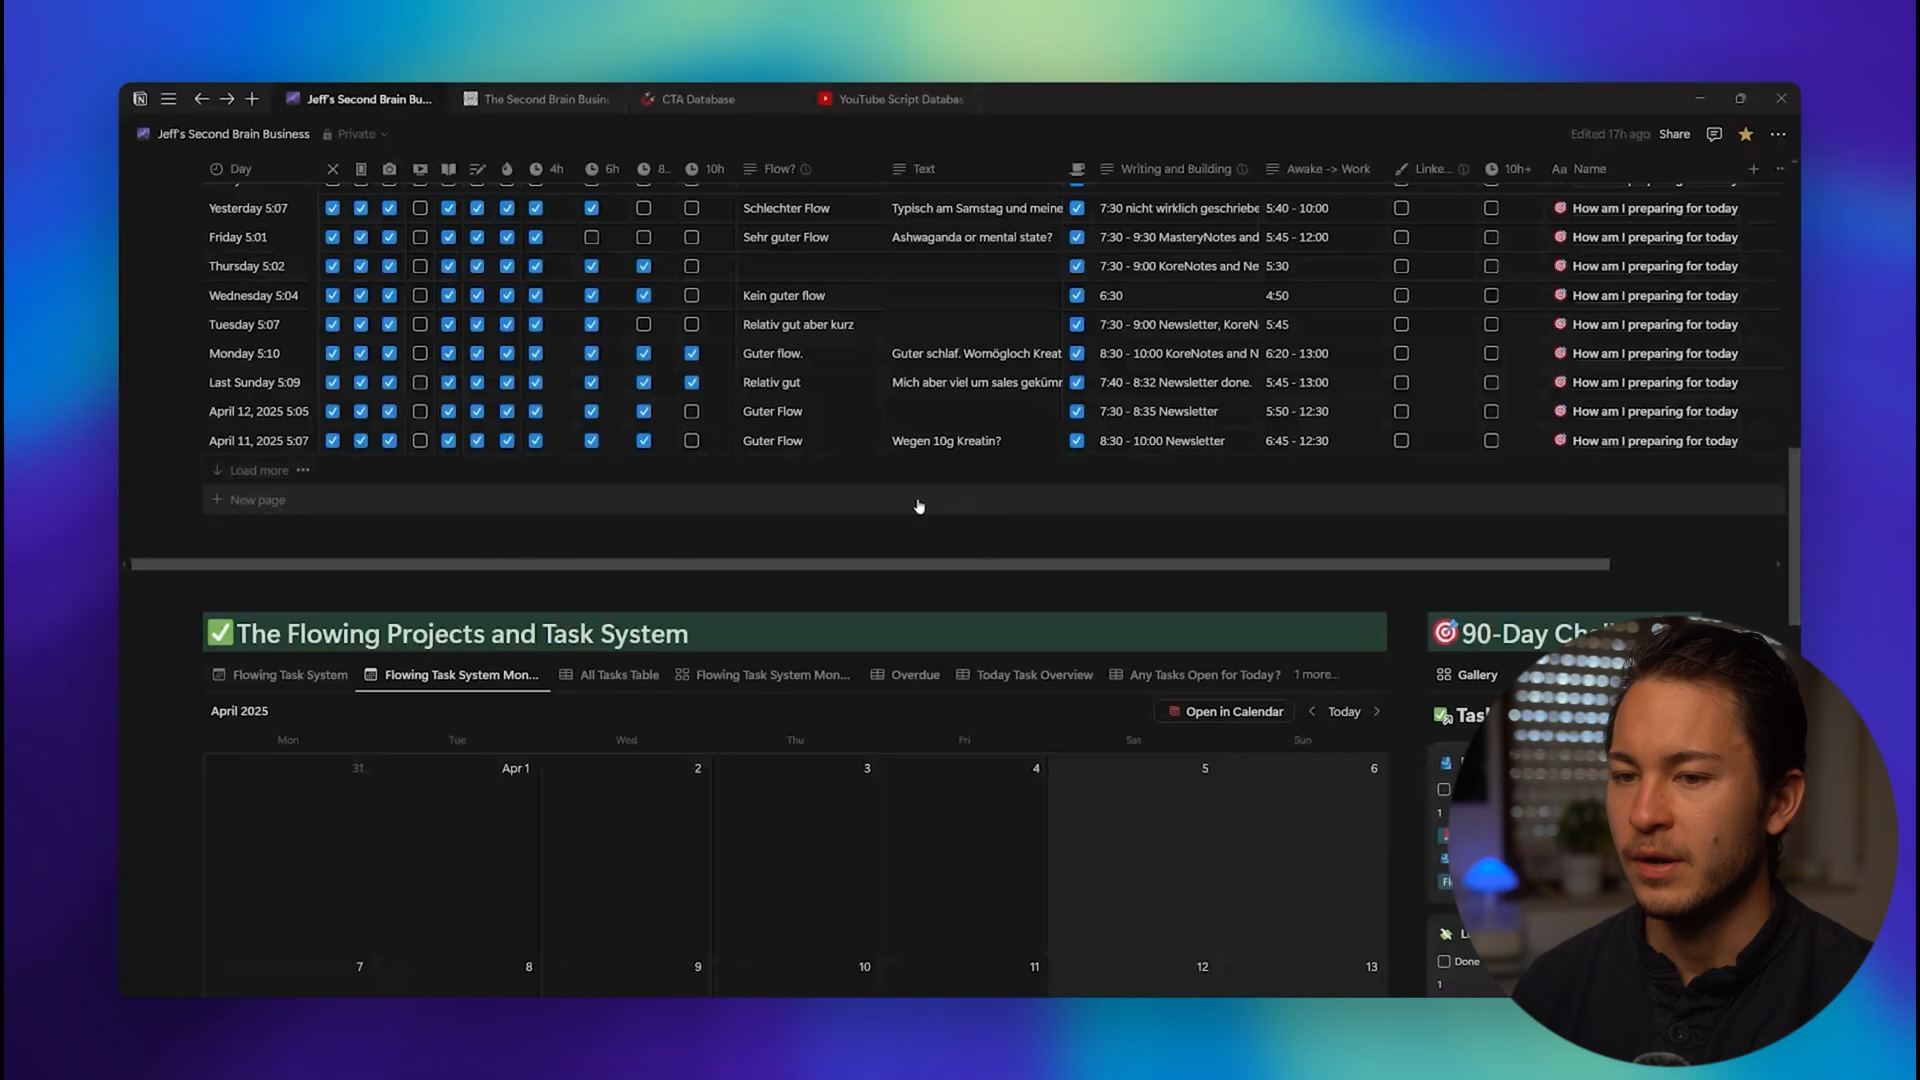 Jeff's Second Brain Bu... The Second Brain Busin CTA Database YouTube Script Databas
Jeff's Second Brain Business Private Edited 17h ago Share
Day 4h 6h 8.. 10h Flow? Text Writing and Building Awake -> Work Linke... 10h+ Aa Name
Yesterday 5:07 Schlechter Flow Typisch am Samstag und meine 7:30 nicht wirklich geschriebe 5:40 - 10:00 How am I preparing for today
Friday 5:01 Sehr guter Flow Ashwaganda or mental state? 7:30 - 9:30 MasteryNotes and 5:45 - 12:00 How am I preparing for today
Thursday 5:02 7:30 - 9:00 KoreNotes and Ne 5:30 How am I preparing for today
Wednesday 5:04 Kein guter flow 6:30 4:50 How am I preparing for today
Tuesday 5:07 Relativ gut aber kurz 7:30 - 9:00 Newsletter, KoreN 5:45 How am I preparing for today
Monday 5:10 Guter flow. Guter schlaf. Womögloch Kreat 8:30 - 10:00 KoreNotes and N 6:20 - 13:00 How am I preparing for today
Last Sunday 5:09 Relativ gut Mich aber viel um sales gekümm 7:40 - 8:32 Newsletter done. 5:45 - 13:00 How am I preparing for today
April 12, 2025 5:05 Guter Flow 7:30 - 8:35 Newsletter 5:50 - 12:30 How am I preparing for today
April 11, 2025 5:07 Guter Flow Wegen 10g Kreatin? 8:30 - 10:00 Newsletter 6:45 - 12:30 How am I preparing for today
Load more
New page
The Flowing Projects and Task System 90-Day
Flowing Task System Flowing Task System Mon... All Tasks Table Flowing Task System Mon... Overdue Today Task Overview Any Tasks Open for Today? 1 more... Gallery
April 2025 Open in Calendar Today
Mon Tue Wed Thu Fri Sat Sun
31 Apr 1 2 3 4 5 6
1
7 8 9 10 11 12 13
Done
1